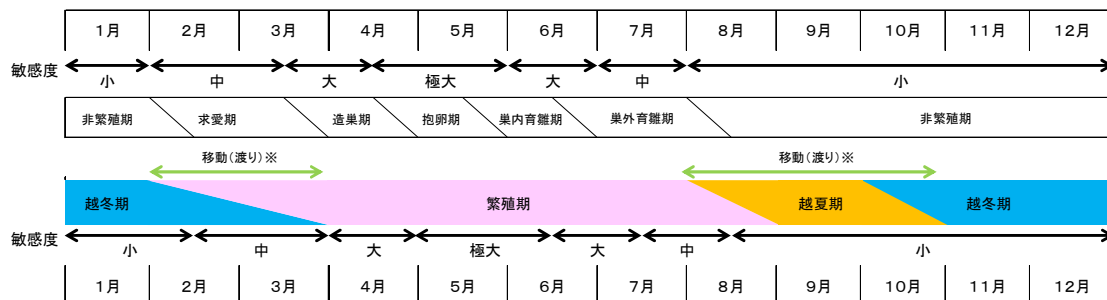 1月 2月 3月 4月 5月 6月 7月 8月 9月 10月 11月 12月
敏感度
小 中 大 極大 大 中 小
非繁殖期 求愛期 造巣期 抱卵期 巣内育雛期 巣外育雛期 非繁殖期
移動(渡り)※ 移動(渡り)※
越冬期 繁殖期 越夏期 越冬期
敏感度
小 中 大 極大 大 中 小
1月 2月 3月 4月 5月 6月 7月 8月 9月 10月 11月 12月